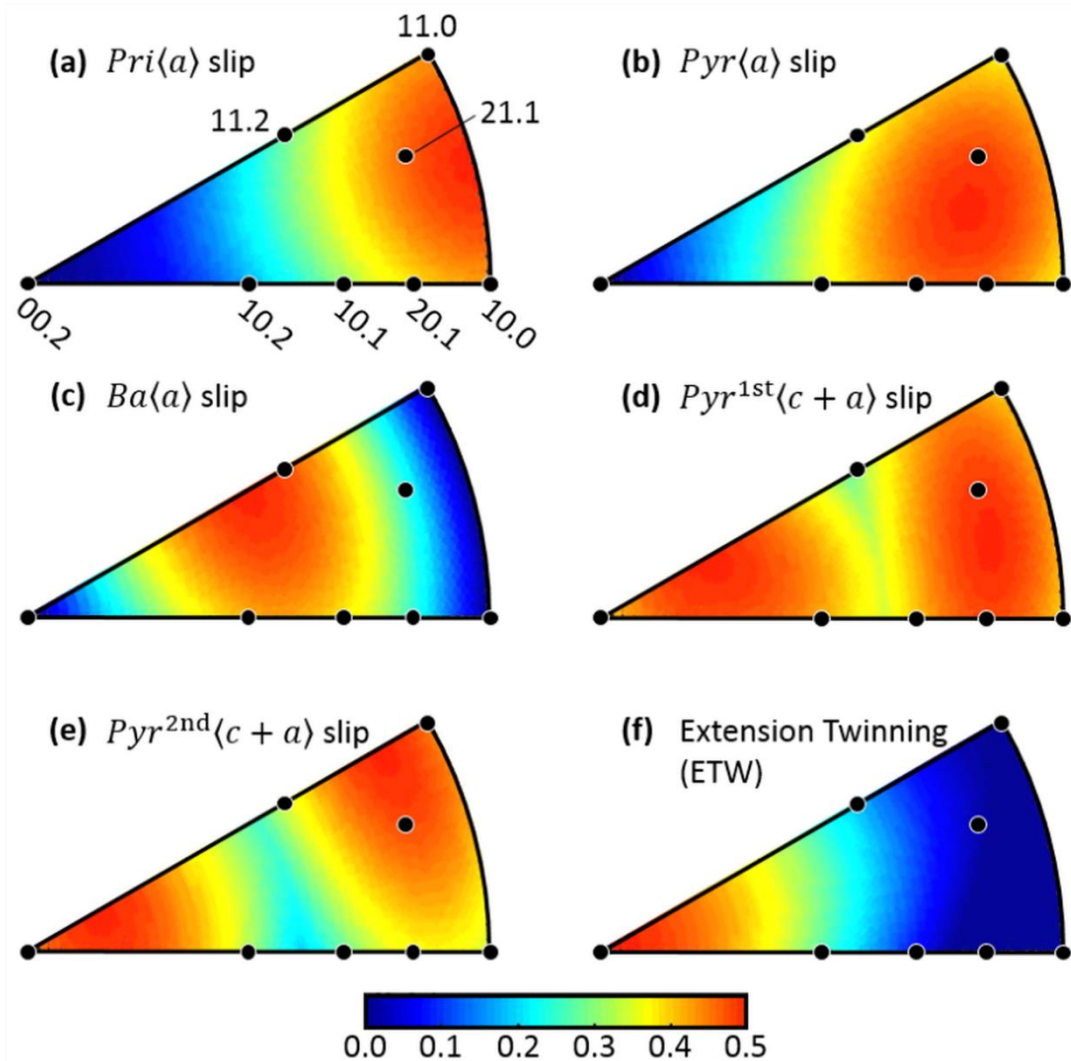 11.0
(a) Pri⟨a⟩ slip
(b) Pyr⟨a⟩ slip
11.2
21.1
00.2
10.2
10.1
20.1
10.0
(c) Ba⟨a⟩ slip
(d) Pyr¹ˢᵗ⟨c + a⟩ slip
(e) Pyr²ⁿᵈ⟨c + a⟩ slip
(f) Extension Twinning
(ETW)
0.0 0.1 0.2 0.3 0.4 0.5